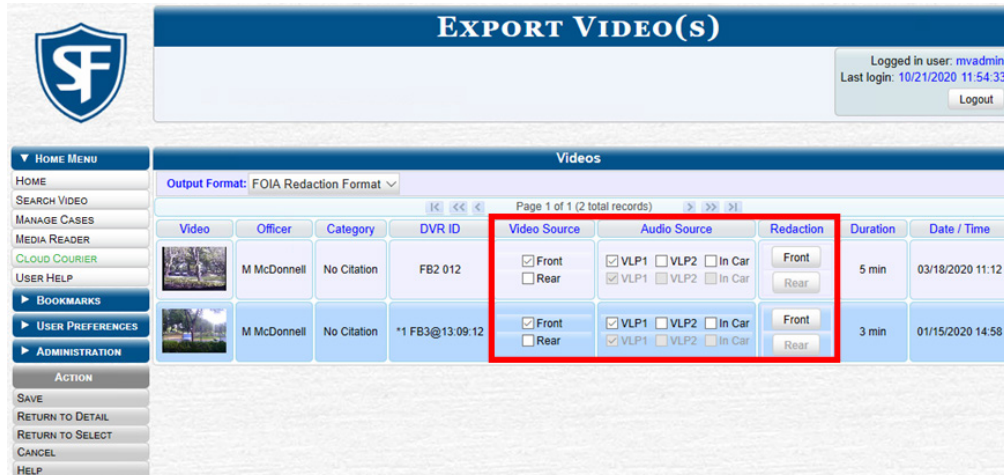 EXPORT VIDEO(S)
SF
Logged in user: mvadmin
Last login: 10/21/2020 11:54:33
Logout
▼ HOME MENU
HOME
SEARCH VIDEO
MANAGE CASES
MEDIA READER
CLOUD COURIER
USER HELP
▶ BOOKMARKS
▶ USER PREFERENCES
▶ ADMINISTRATION
ACTION
SAVE
RETURN TO DETAIL
RETURN TO SELECT
CANCEL
HELP
Videos
Output Format: FOIA Redaction Format
Page 1 of 1 (2 total records)
Video Officer Category DVR ID Video Source Audio Source Redaction Duration Date / Time
M McDonnell No Citation FB2 012 Front VLP1 VLP2 In Car Front 5 min 03/18/2020 11:12
Rear VLP1 VLP2 In Car Rear
M McDonnell No Citation *1 FB3@13:09:12 Front VLP1 VLP2 In Car Front 3 min 01/15/2020 14:58
Rear VLP1 VLP2 In Car Rear